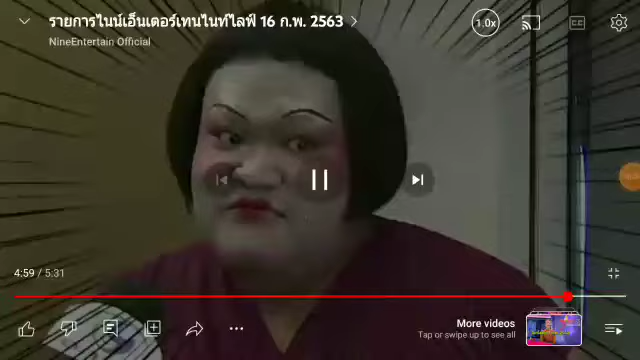 รายการไนน์เอ็นเตอร์เทนไนท์ไลฟ์ 16 ก.พ. 2563
1.0x
CC
NineEntertain Official
4:59 / 5:31
More videos
Tap or swipe up to see all